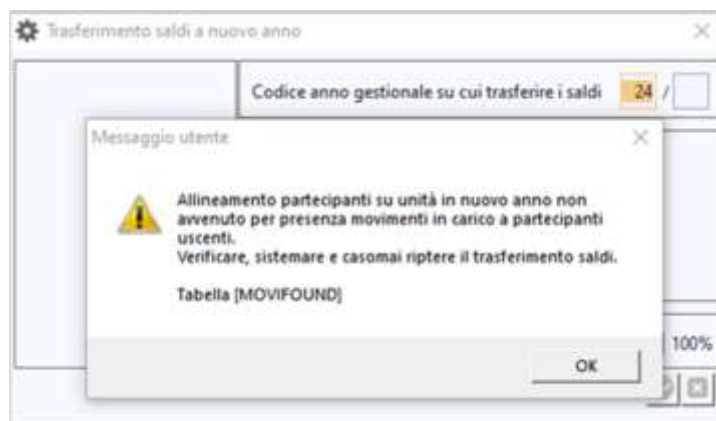 Trasferimento saldi a nuovo anno
Codice anno gestionale su cui trasferire i saldi 24 /
Messaggio utente
Allineamento partecipanti su unità in nuovo anno non
avvenuto per presenza movimenti in carico a partecipanti
uscenti.
Verificare, sistemare e casomai riptere il trasferimento saldi.
Tabella [MOVIFOUND]
100%
OK